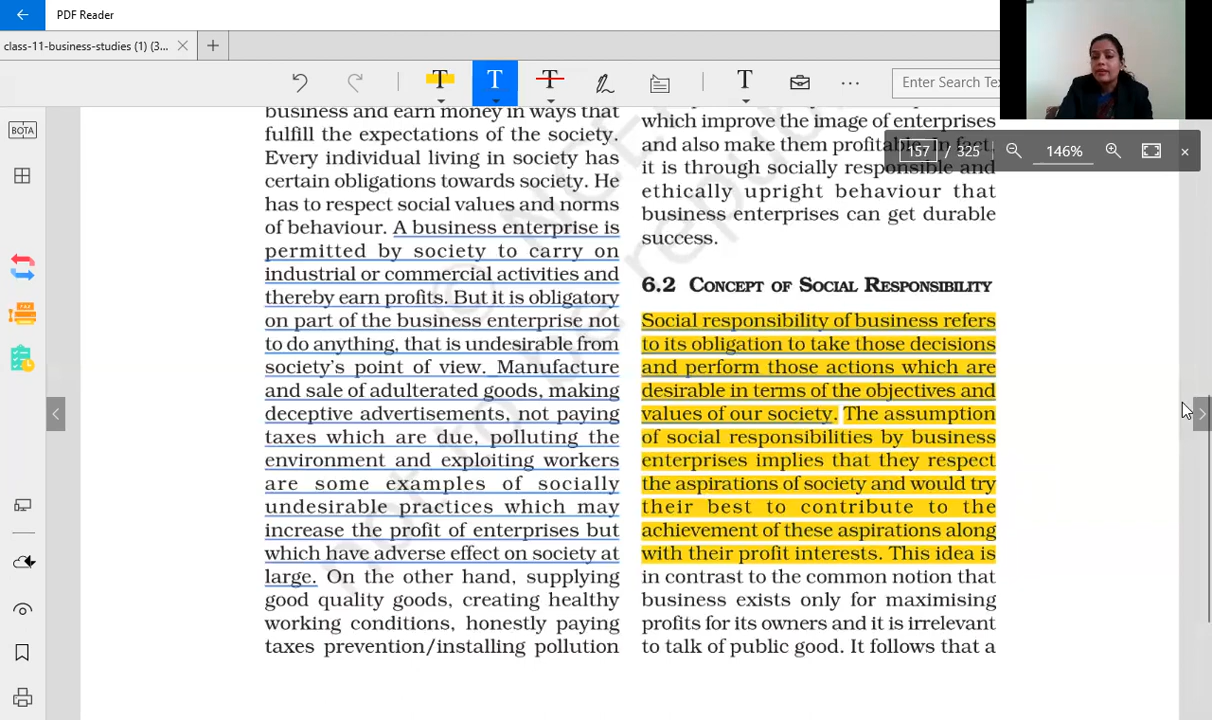 PDF Reader
class-11-business-studies (1) (3...
Enter Search Tex
BOTA
157 / 325
146%
business and earn money in ways that
fulfill the expectations of the society.
Every individual living in society has
certain obligations towards society. He
has to respect social values and norms
of behaviour. A business enterprise is
permitted by society to carry on
industrial or commercial activities and
thereby earn profits. But it is obligatory
on part of the business enterprise not
to do anything, that is undesirable from
society's point of view. Manufacture
and sale of adulterated goods, making
deceptive advertisements, not paying
taxes which are due, polluting the
environment and exploiting workers
are some examples of socially
undesirable practices which may
increase the profit of enterprises but
which have adverse effect on society at
large. On the other hand, supplying
good quality goods, creating healthy
working conditions, honestly paying
taxes prevention/installing pollution
which improve the image of enterprises
and also make them profitable. In fact,
it is through socially responsible and
ethically upright behaviour that
business enterprises can get durable
success.
6.2 CONCEPT OF SOCIAL RESPONSIBILITY
Social responsibility of business refers
to its obligation to take those decisions
and perform those actions which are
desirable in terms of the objectives and
values of our society. The assumption
of social responsibilities by business
enterprises implies that they respect
the aspirations of society and would try
their best to contribute to the
achievement of these aspirations along
with their profit interests. This idea is
in contrast to the common notion that
business exists only for maximising
profits for its owners and it is irrelevant
to talk of public good. It follows that a